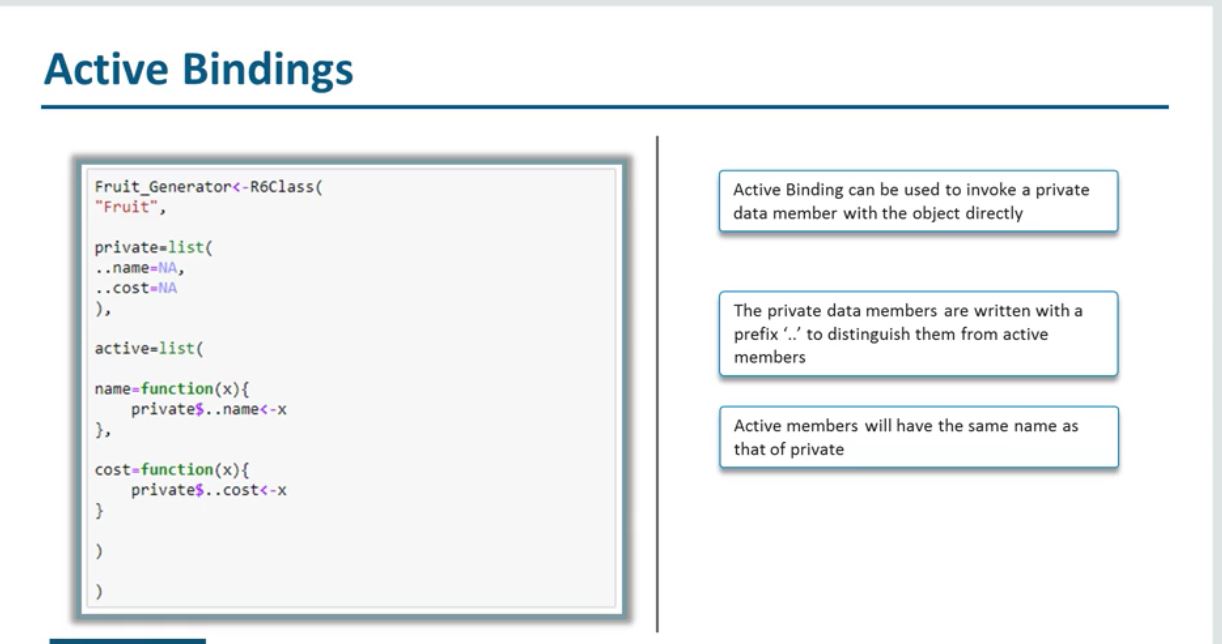 Active Bindings
Fruit_Generator<-R6Class(
"Fruit",
private=list(
..name=NA,
..cost=NA
),
active=list(
name=function(x){
private$..name<-x
},
cost=function(x){
private$..cost<-x
}
)
)
Active Binding can be used to invoke a private
data member with the object directly
The private data members are written with a
prefix ‘..’ to distinguish them from active
members
Active members will have the same name as
that of private